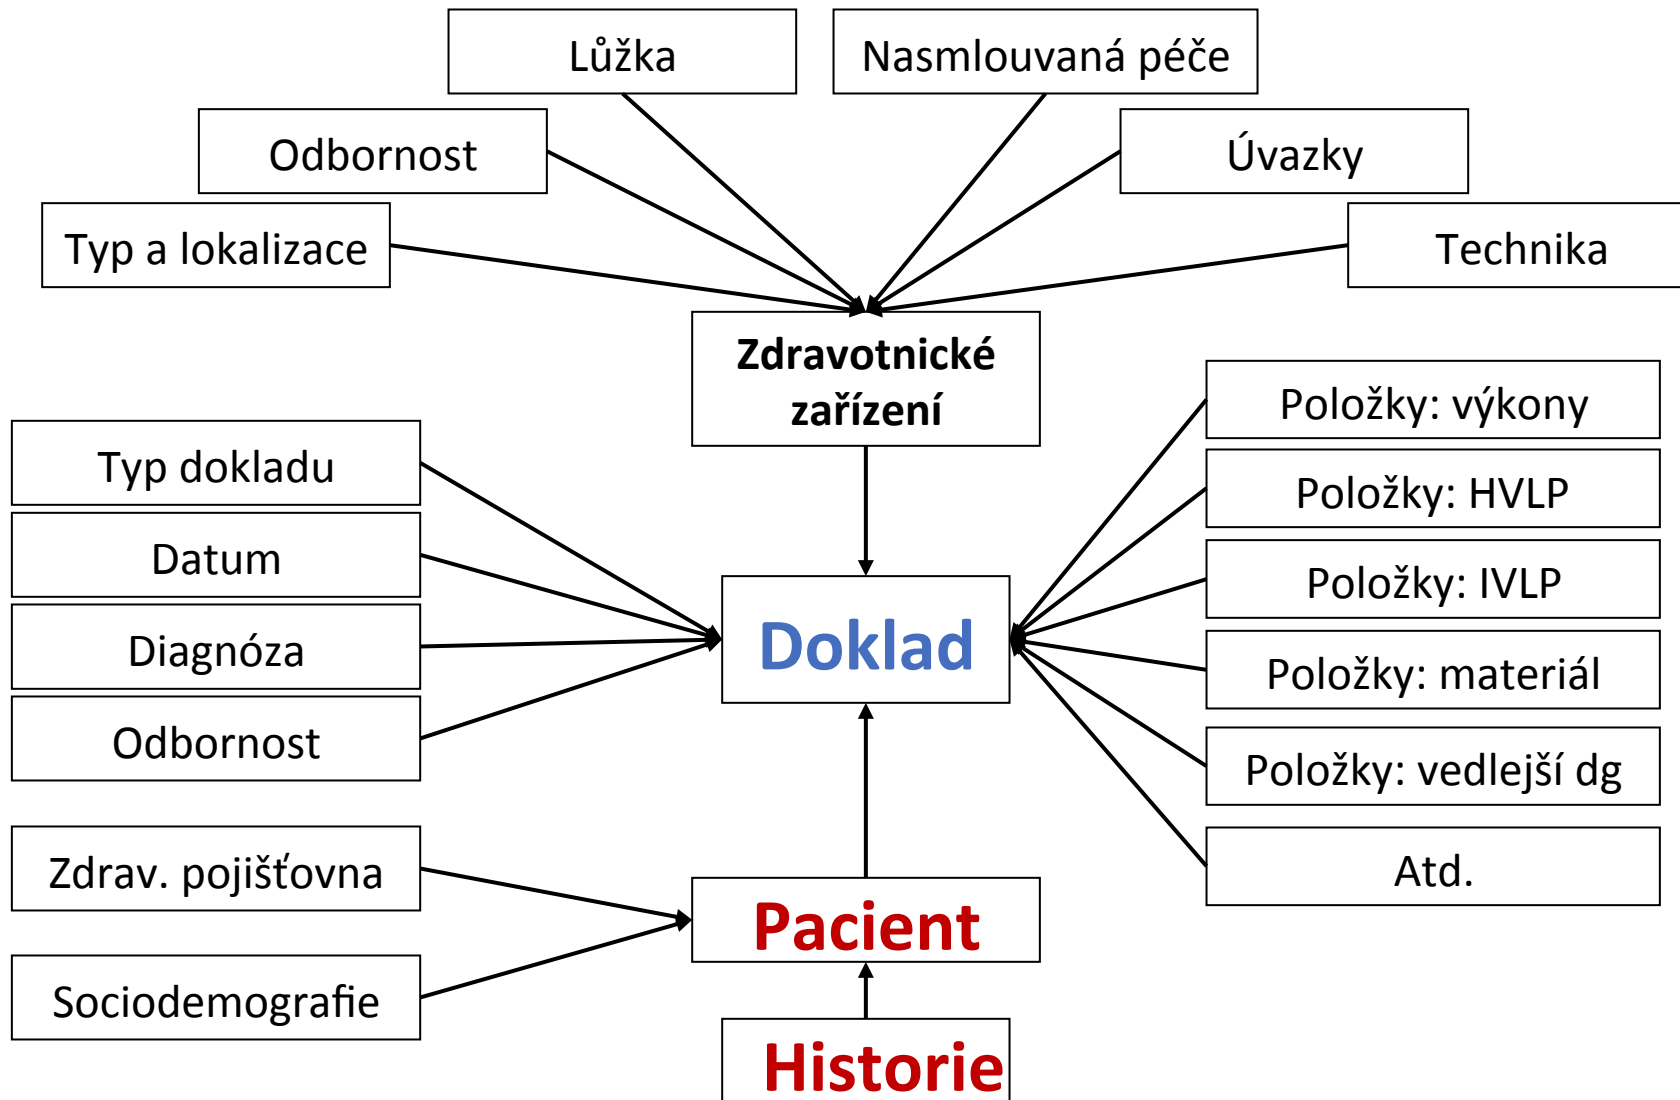 Lůžka
Nasmlouvaná péče
Odbornost
Úvazky
Typ a lokalizace
Technika
Zdravotnické
zařízení
Položky: výkony
Typ dokladu
Položky: HVLP
Datum
Položky: IVLP
Doklad
Diagnóza
Položky: materiál
Odbornost
Položky: vedlejší dg
Zdrav. pojišťovna
Atd.
Pacient
Sociodemografie
Historie